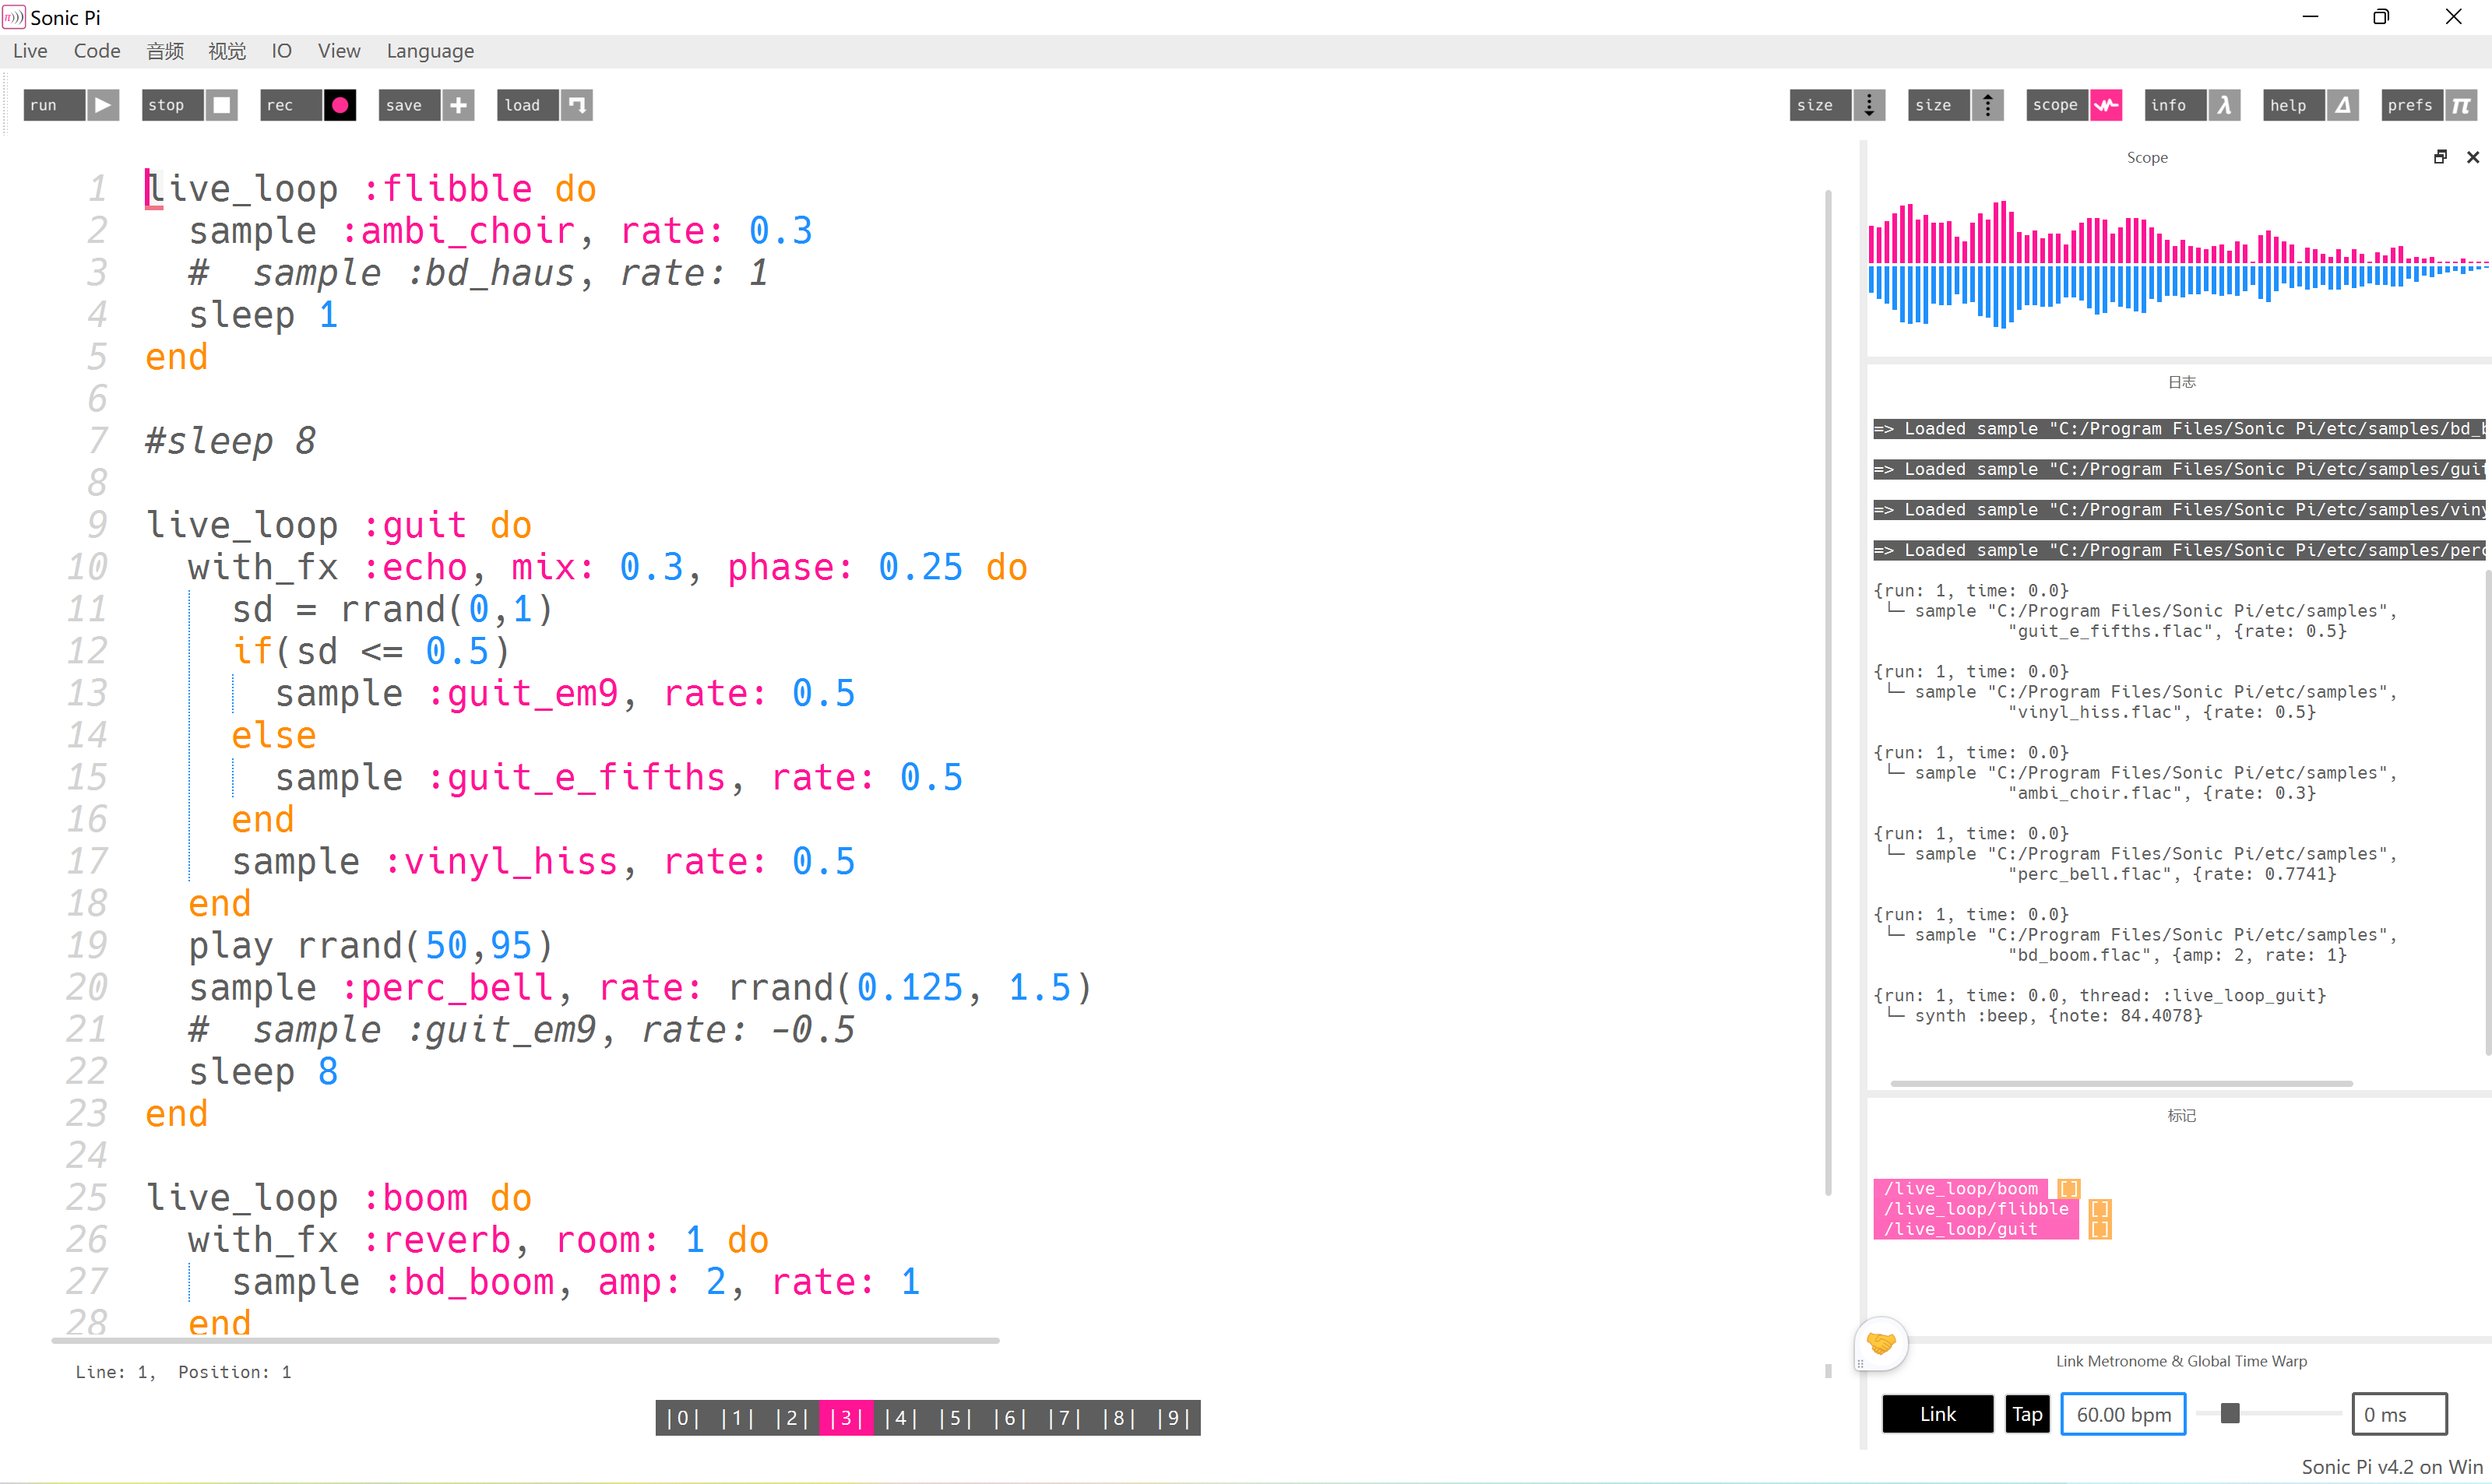 Sonic Pi
Live Code 音频 视觉 IO View Language
run stop rec save load size size scope info help prefs
1 live_loop :flibble do
2 sample :ambi_choir, rate: 0.3
3 # sample :bd_haus, rate: 1
4 sleep 1
5 end
6
7 #sleep 8
8
9 live_loop :guit do
10 with_fx :echo, mix: 0.3, phase: 0.25 do
11 sd = rrand(0,1)
12 if(sd <= 0.5)
13 sample :guit_em9, rate: 0.5
14 else
15 sample :guit_e_fifths, rate: 0.5
16 end
17 sample :vinyl_hiss, rate: 0.5
18 end
19 play rrand(50,95)
20 sample :perc_bell, rate: rrand(0.125, 1.5)
21 # sample :guit_em9, rate: -0.5
22 sleep 8
23 end
24
25 live_loop :boom do
26 with_fx :reverb, room: 1 do
27 sample :bd_boom, amp: 2, rate: 1
28 end
Line: 1, Position: 1
|0| |1| |2| |3| |4| |5| |6| |7| |8| |9|
Scope
日志
=> Loaded sample "C:/Program Files/Sonic Pi/etc/samples/bd_b
=> Loaded sample "C:/Program Files/Sonic Pi/etc/samples/guit
=> Loaded sample "C:/Program Files/Sonic Pi/etc/samples/viny
=> Loaded sample "C:/Program Files/Sonic Pi/etc/samples/perc
{run: 1, time: 0.0}
└─ sample "C:/Program Files/Sonic Pi/etc/samples",
"guit_e_fifths.flac", {rate: 0.5}
{run: 1, time: 0.0}
└─ sample "C:/Program Files/Sonic Pi/etc/samples",
"vinyl_hiss.flac", {rate: 0.5}
{run: 1, time: 0.0}
└─ sample "C:/Program Files/Sonic Pi/etc/samples",
"ambi_choir.flac", {rate: 0.3}
{run: 1, time: 0.0}
└─ sample "C:/Program Files/Sonic Pi/etc/samples",
"perc_bell.flac", {rate: 0.7741}
{run: 1, time: 0.0}
└─ sample "C:/Program Files/Sonic Pi/etc/samples",
"bd_boom.flac", {amp: 2, rate: 1}
{run: 1, time: 0.0, thread: :live_loop_guit}
└─ synth :beep, {note: 84.4078}
标记
/live_loop/boom []
/live_loop/flibble []
/live_loop/guit []
Link Metronome & Global Time Warp
Link Tap 60.00 bpm 0 ms
Sonic Pi v4.2 on Win